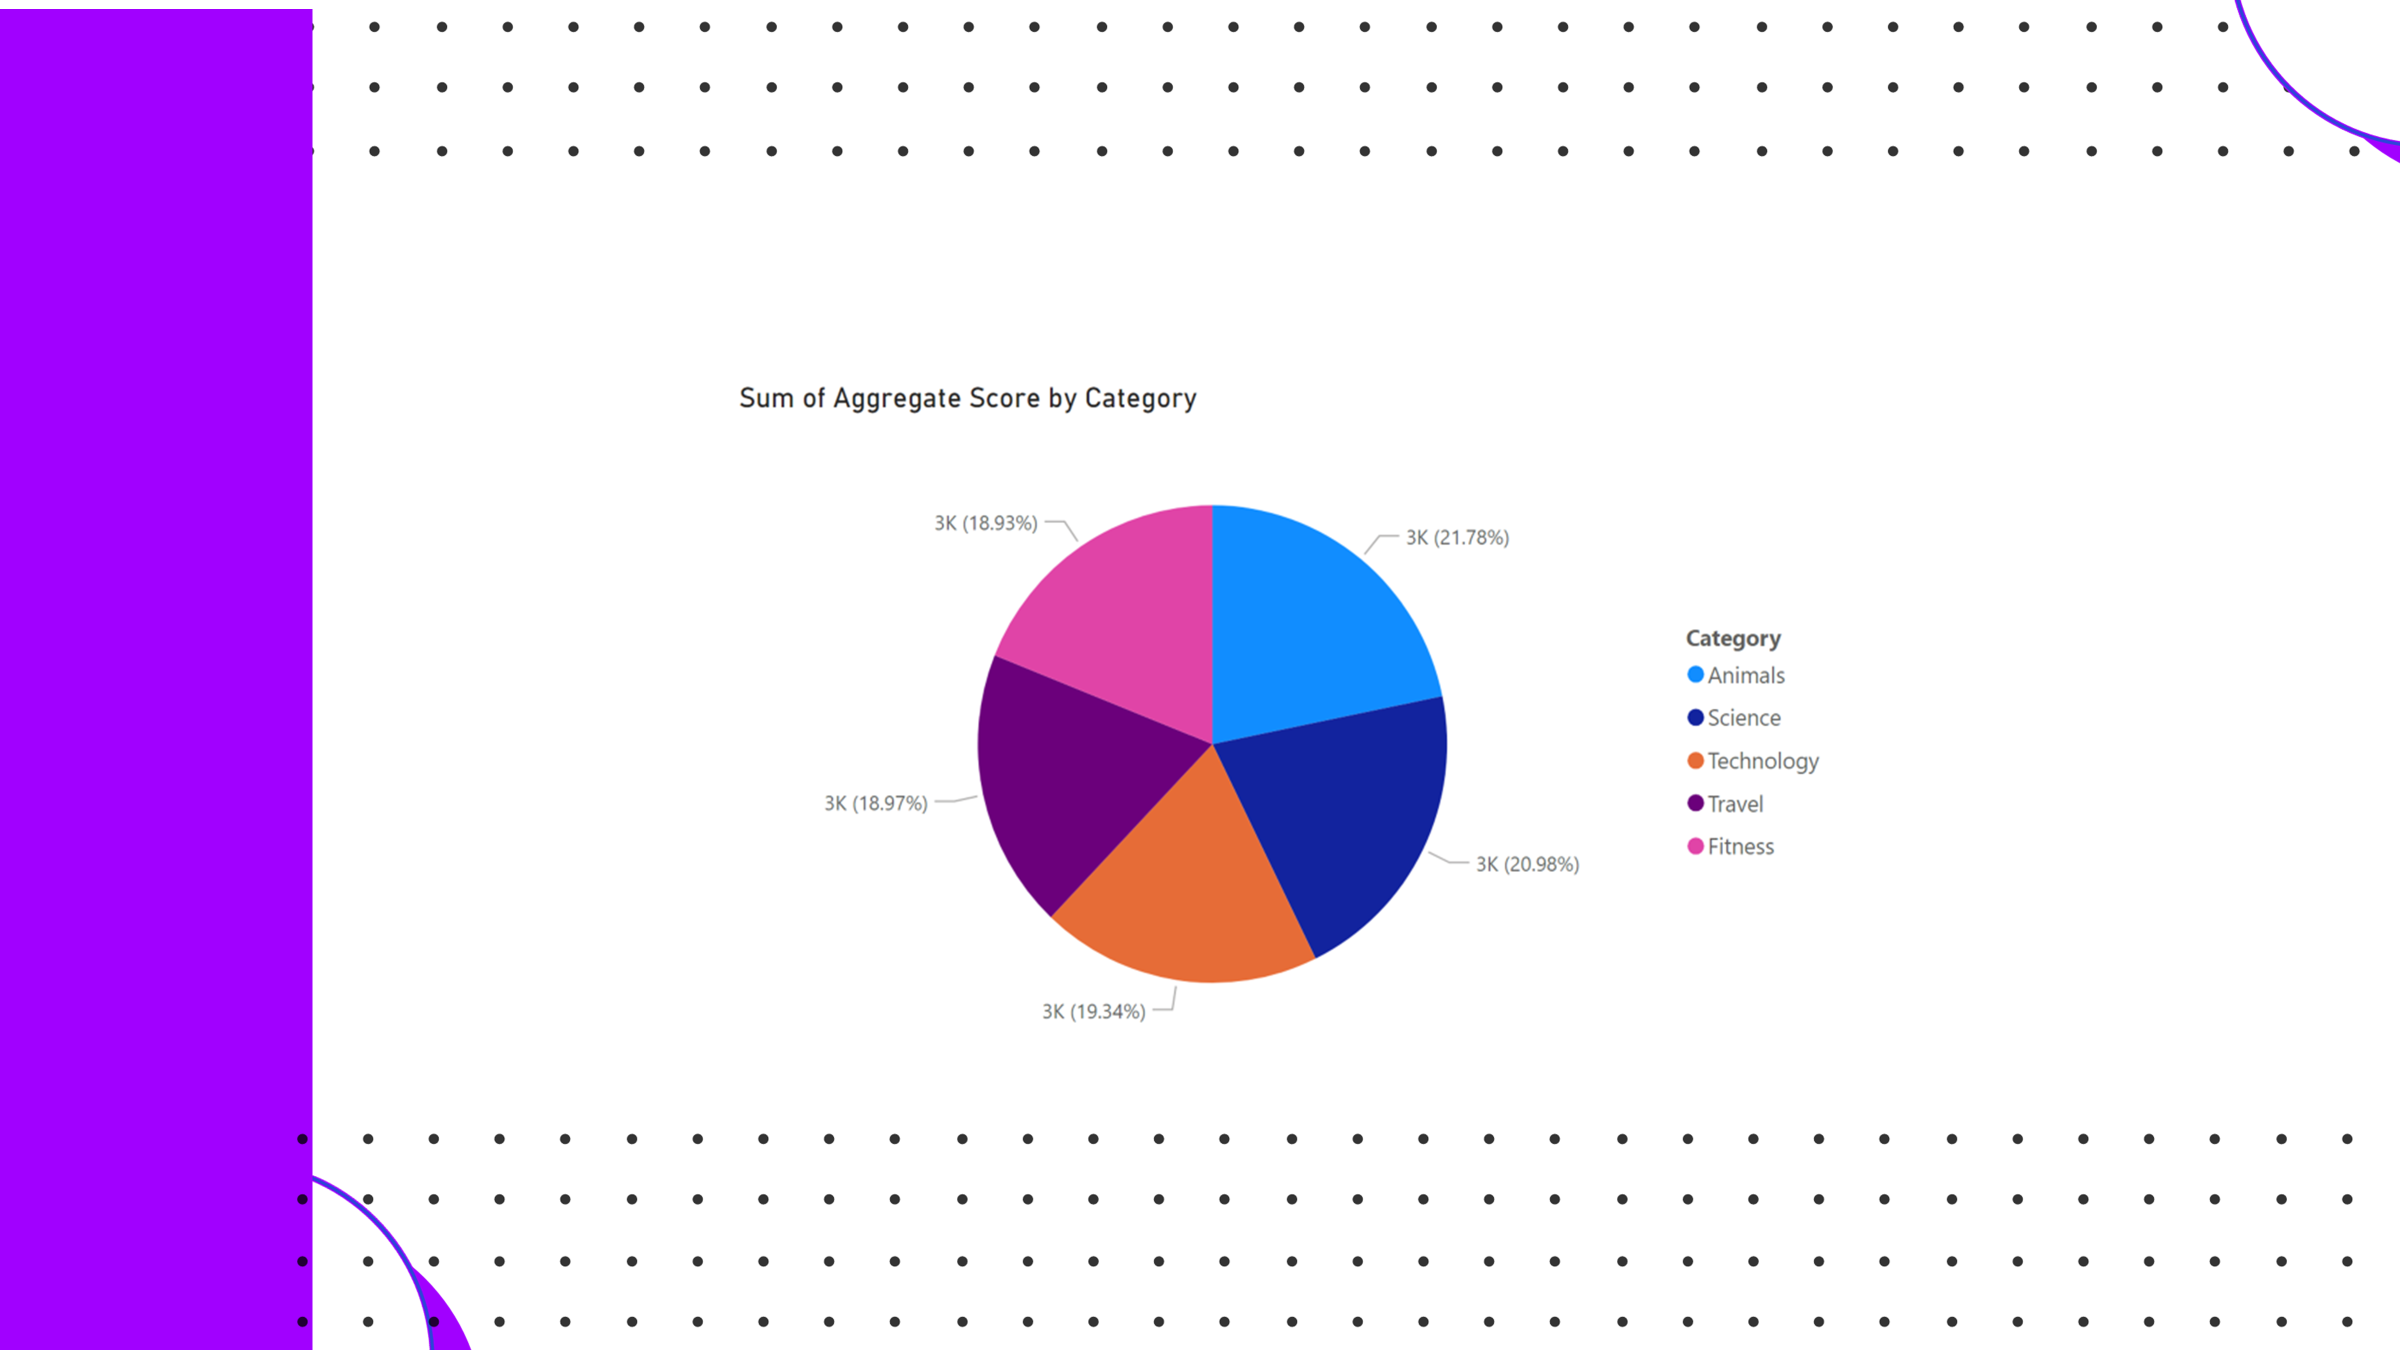 Sum of Aggregate Score by Category
3K (18.93%)
3K (21.78%)
3K (18.97%)
3K (20.98%)
3K (19.34%)
Category
Animals
Science
Technology
Travel
Fitness